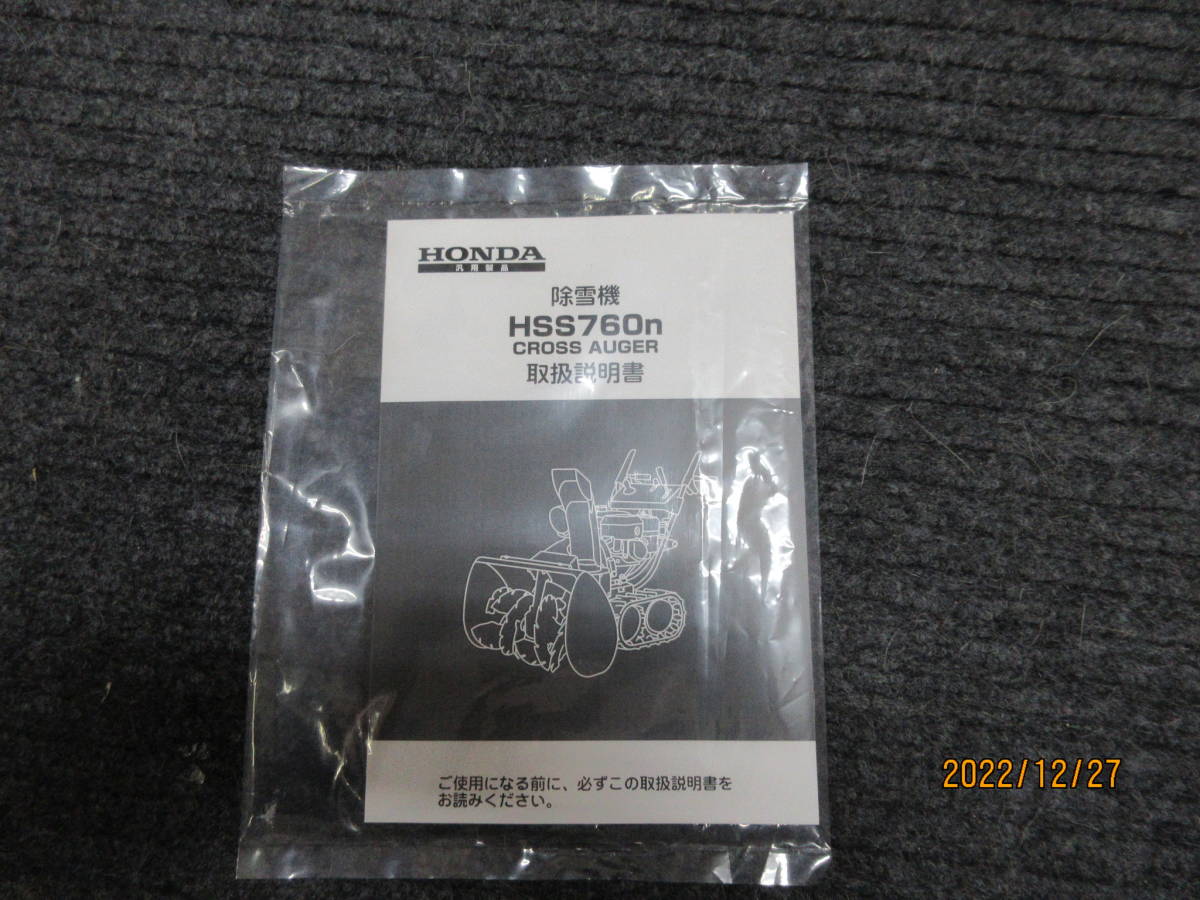 HONDA
汎用製品
除雪機
HSS760n
CROSS AUGER
取扱説明書
ご使用になる前に、必ずこの取扱説明書を
お読みください。
2022/12/27